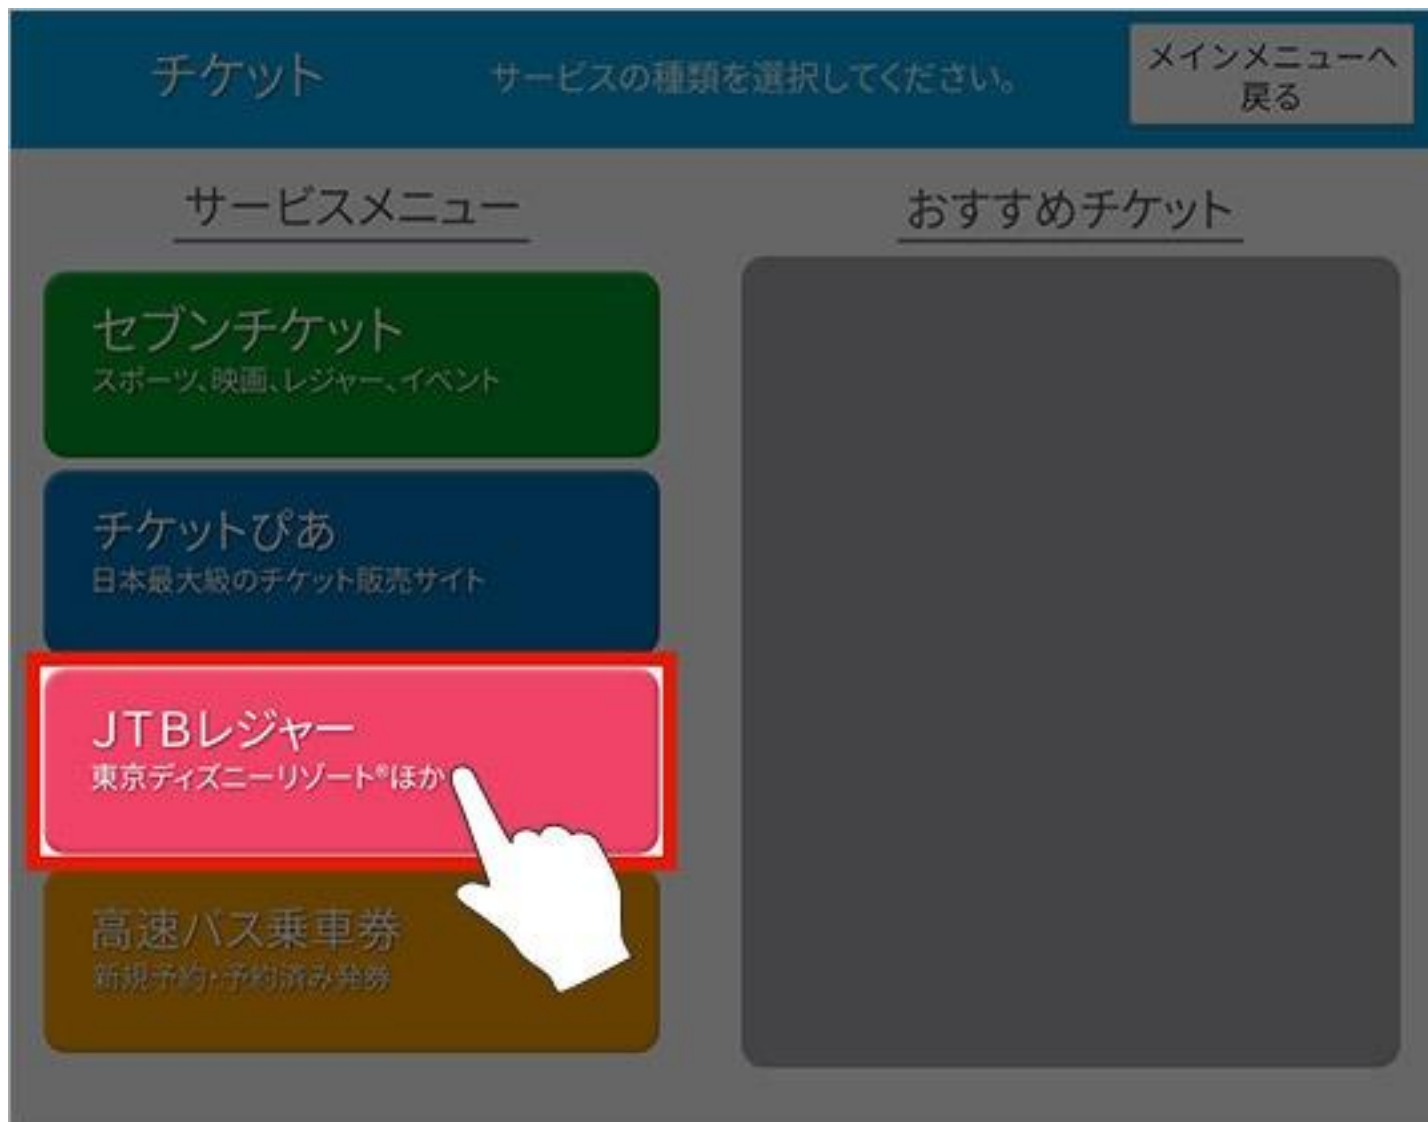 チケット
サービスの種類を選択してください。
メインメニューへ
戻る
サービスメニュー
セブンチケット
スポーツ、映画、レジャー、イベント
チケットぴあ
日本最大級のチケット販売サイト
JTBレジャー
東京ディズニーリゾート®ほか
高速バス乗車券
新規予約・予約済み発券
おすすめチケット